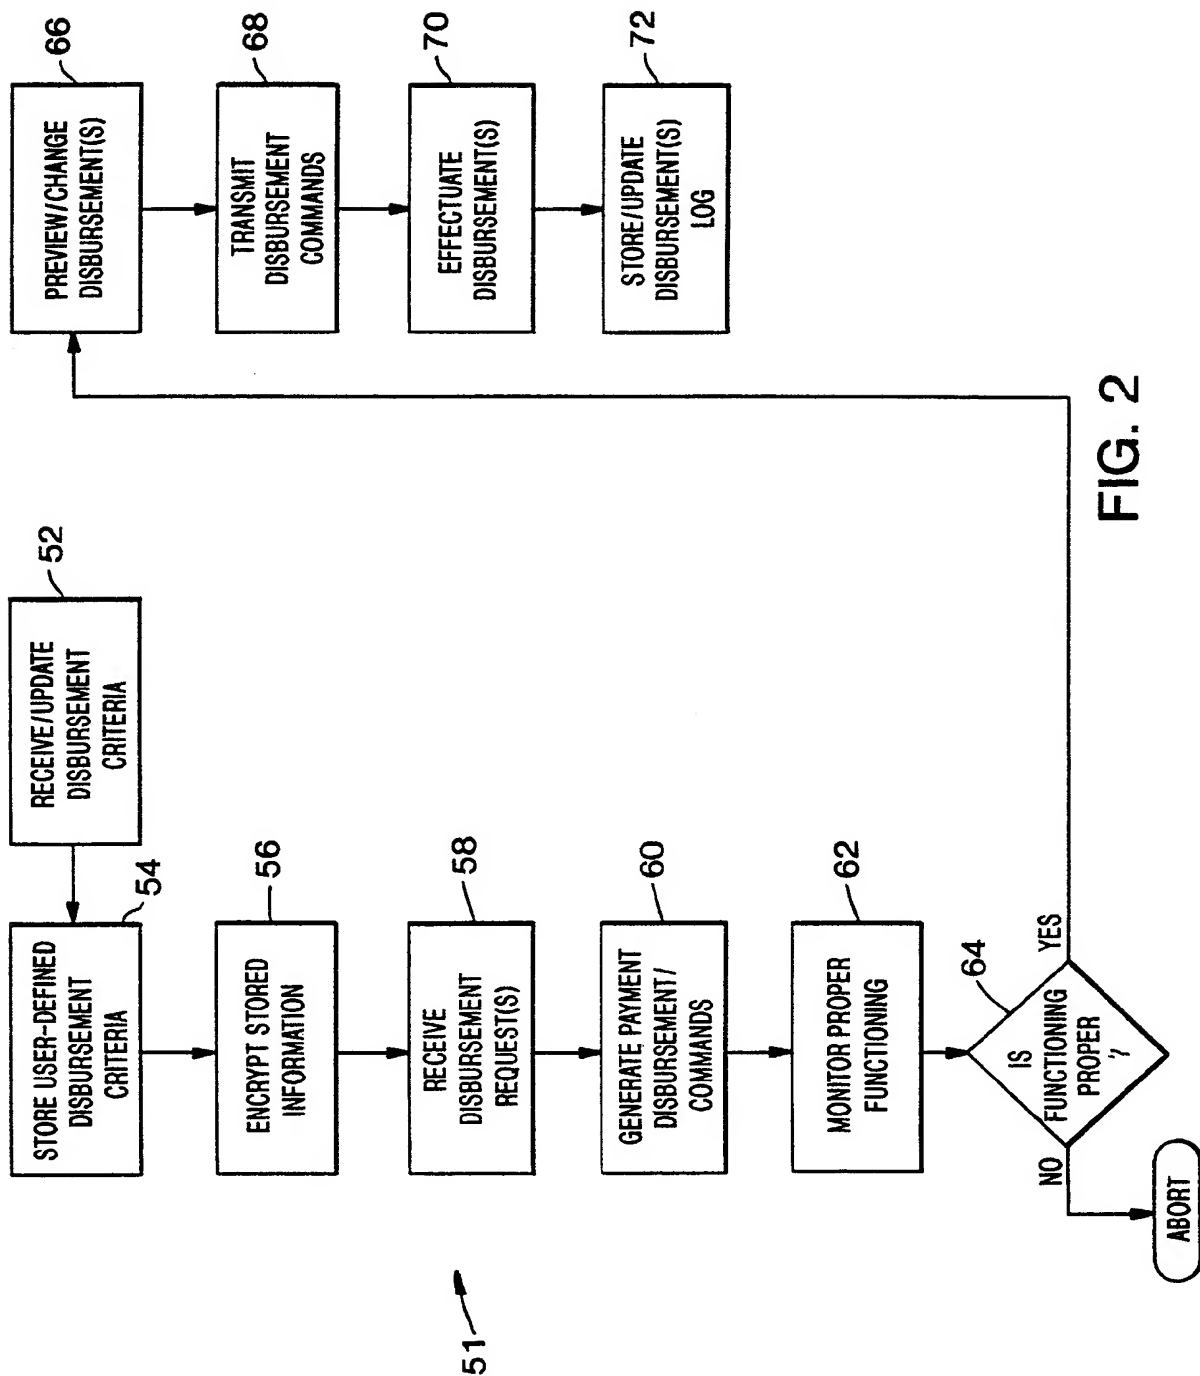 51
RECEIVE/UPDATE
DISBURSEMENT
CRITERIA
52
STORE USER-DEFINED
DISBURSEMENT
CRITERIA
54
ENCRYPT STORED
INFORMATION
56
RECEIVE
DISBURSEMENT
REQUEST(S)
58
GENERATE PAYMENT
DISBURSEMENT/
COMMANDS
60
MONITOR PROPER
FUNCTIONING
62
IS
FUNCTIONING
PROPER
?
64
NO
YES
ABORT
PREVIEW/CHANGE
DISBURSEMENT(S)
66
TRANSMIT
DISBURSEMENT
COMMANDS
68
EFFECTUATE
DISBURSEMENT(S)
70
STORE/UPDATE
DISBURSEMENT(S)
LOG
72
FIG. 2